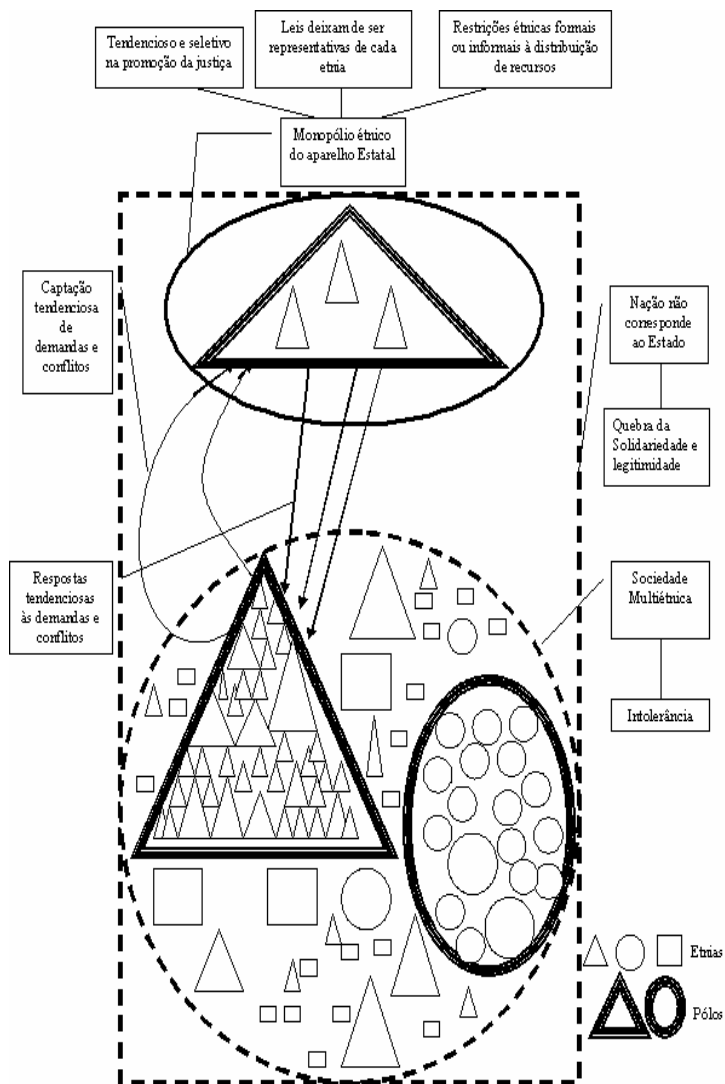 Tendencioso e seletivo
na promoção da justiça
Leis deixam de ser
representativas de cada
etnia
Restrições étnicas formais
ou informais à distribuição
de recursos
Monopólio étnico
do aparelho Estatal
Captação
tendenciosa
de
demandas e
conflitos
Nação não
corresponde
ao Estado
Quebra da
Solidariedade e
legitimidade
Respostas
tendenciosas
às demandas e
conflitos
Sociedade
Multiétnica
Intolerância
Etnias
Pólos